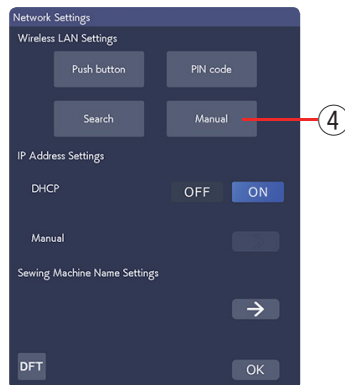 Network Settings
Wireless LAN Settings
Push button PIN code
Search Manual
4
IP Address Settings
DHCP OFF ON
Manual
Sewing Machine Name Settings
DFT OK